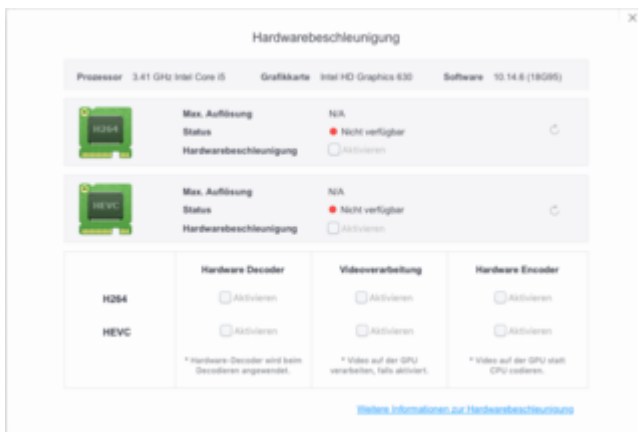 Hardwarebeschleunigung
Prozessor 3.41 GHz Intel Core i5 Grafikkarte Intel HD Graphics 630 Software 10.14.6 (18G95)
H264
Max. Auflösung N/A
Status Nicht verfügbar
Hardwarebeschleunigung Aktivieren
HEVC
Max. Auflösung N/A
Status Nicht verfügbar
Hardwarebeschleunigung Aktivieren
Hardware Decoder Videoverarbeitung Hardware Encoder
H264 Aktivieren Aktivieren Aktivieren
HEVC Aktivieren Aktivieren Aktivieren
* Hardware-Decoder wird beim * Video auf der GPU * Video auf der GPU statt
Decodieren angewendet. verarbeiten, falls aktiviert. CPU codieren.
Weitere Informationen zur Hardwarebeschleunigung